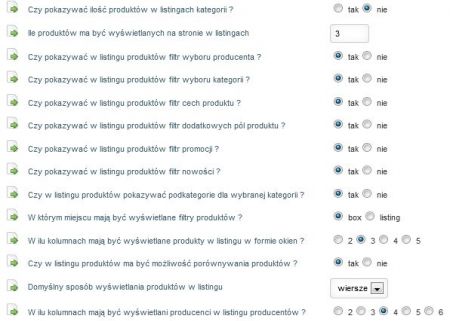 Czy pokazywać ilość produktów w listingach kategorii ? tak nie
Ile produktów ma być wyświetlanych na stronie w listingach 3
Czy pokazywać w listingu produktów filtr wyboru producenta ? tak nie
Czy pokazywać w listingu produktów filtr wyboru kategorii ? tak nie
Czy pokazywać w listingu produktów filtr cech produktu ? tak nie
Czy pokazywać w listingu produktów filtr dodatkowych pól produktu ? tak nie
Czy pokazywać w listingu produktów filtr promocji ? tak nie
Czy pokazywać w listingu produktów filtr nowości ? tak nie
Czy w listingu produktów pokazywać podkategorie dla wybranej kategorii ? tak nie
W którym miejscu mają być wyświetlane filtry produktów ? box listing
W ilu kolumnach mają być wyświetlane produkty w listingu w formie okien ? 2 3 4 5
Czy w listingu produktów ma być możliwość porównywania produktów ? tak nie
Domyślny sposób wyświetlania produktów w listingu wiersze
W ilu kolumnach mają być wyświetlani producenci w listingu producentów ? 2 3 4 5 6